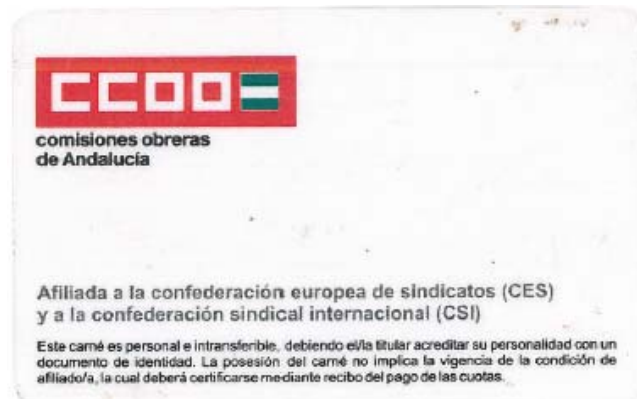 CCOO
comisiones obreras
de Andalucía
Afiliada a la confederación europea de sindicatos (CES)
y a la confederación sindical internacional (CSI)
Este carné es personal e intransferible, debiendo el/la titular acreditar su personalidad con un
documento de identidad. La posesión del carné no implica la vigencia de la condición de
afiliado/a, la cual deberá certificarse mediante recibo del pago de las cuotas.